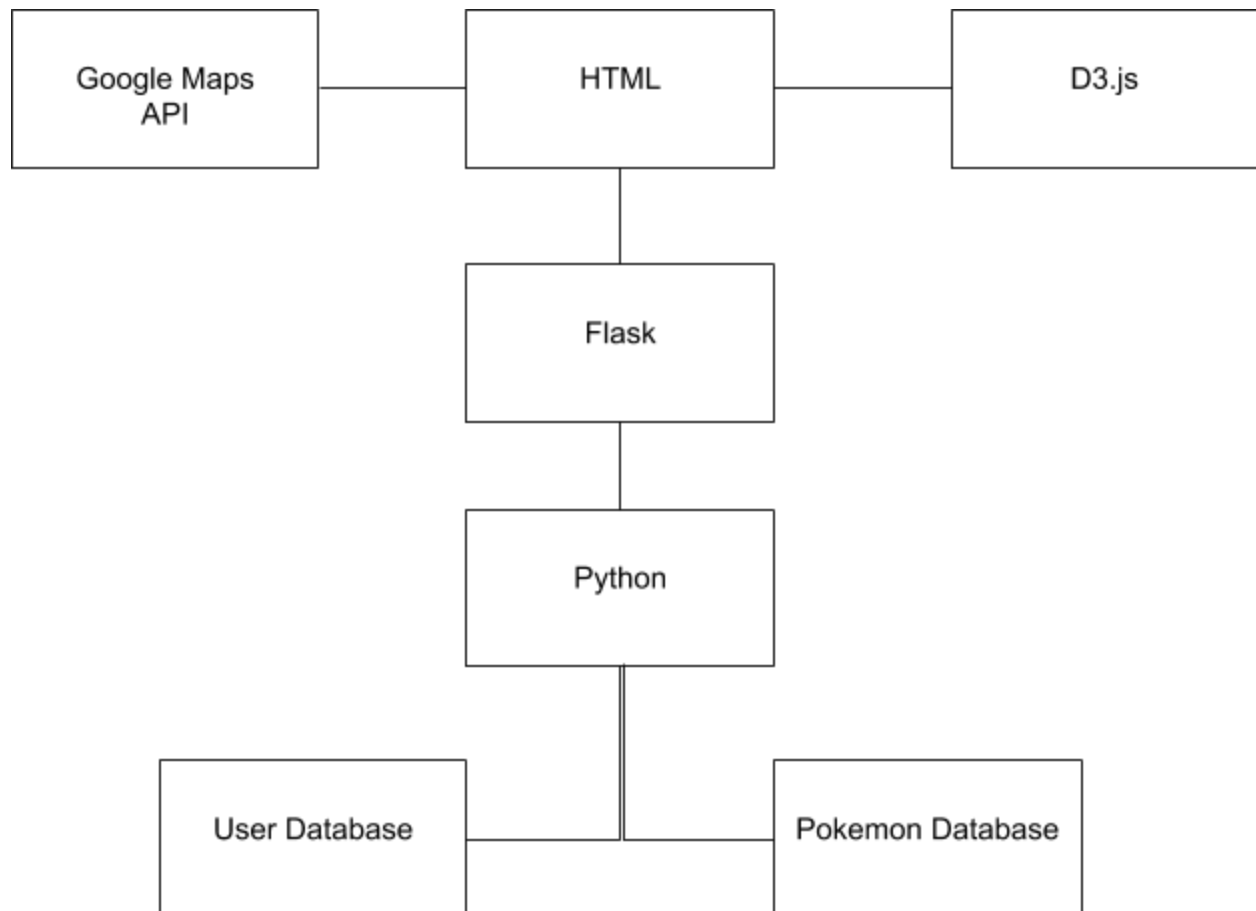 Google Maps
API
HTML
D3.js
Flask
Python
User Database
Pokemon Database